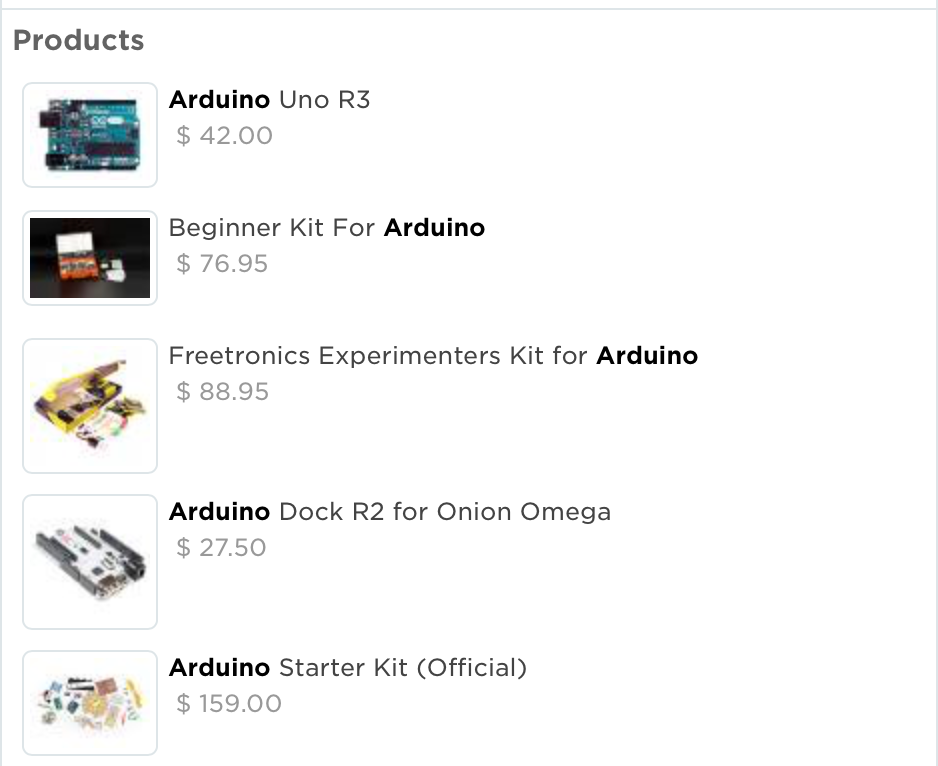 Products
Arduino Uno R3
$ 42.00
Beginner Kit For Arduino
$ 76.95
Freetronics Experimenters Kit for Arduino
$ 88.95
Arduino Dock R2 for Onion Omega
$ 27.50
Arduino Starter Kit (Official)
$ 159.00